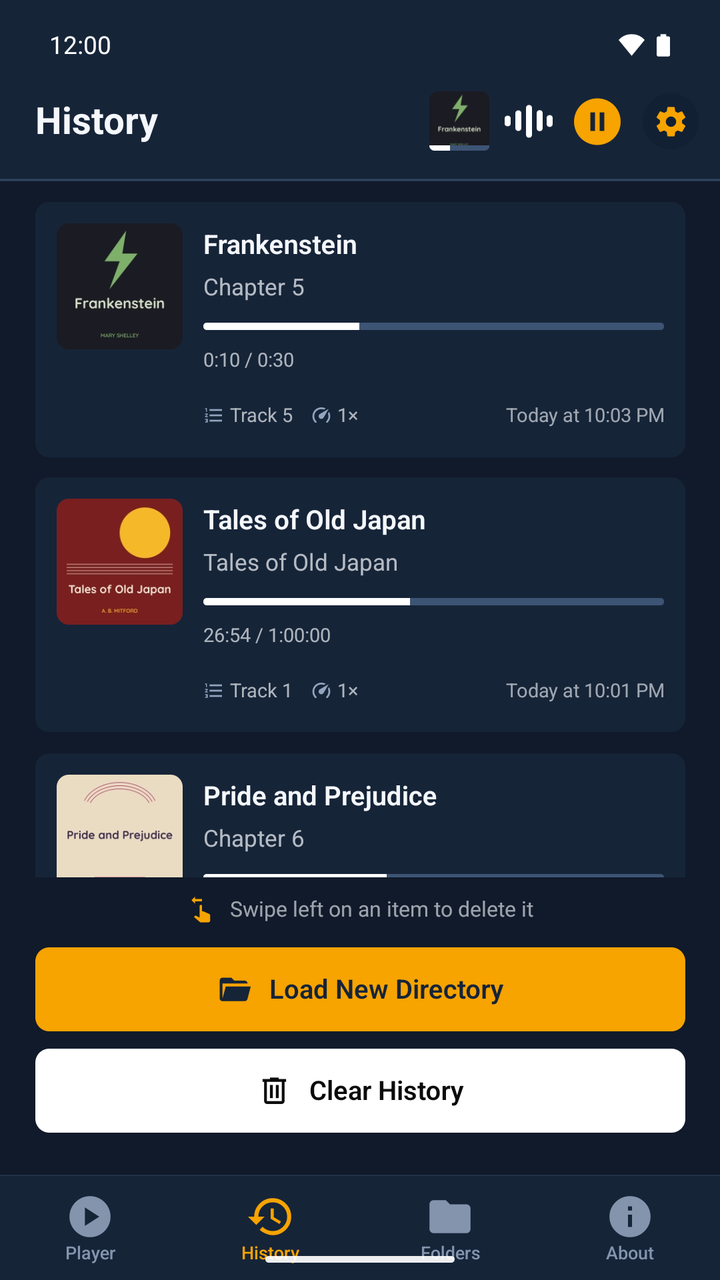 12:00
History
Frankenstein
Frankenstein
MARY SHELLEY
Frankenstein
Chapter 5
0:10 / 0:30
Track 5
1×
Today at 10:03 PM
Tales of Old Japan
A. B. MITFORD
Tales of Old Japan
Tales of Old Japan
26:54 / 1:00:00
Track 1
1×
Today at 10:01 PM
Pride and Prejudice
Pride and Prejudice
Chapter 6
Swipe left on an item to delete it
Load New Directory
Clear History
Player
History
Folders
About